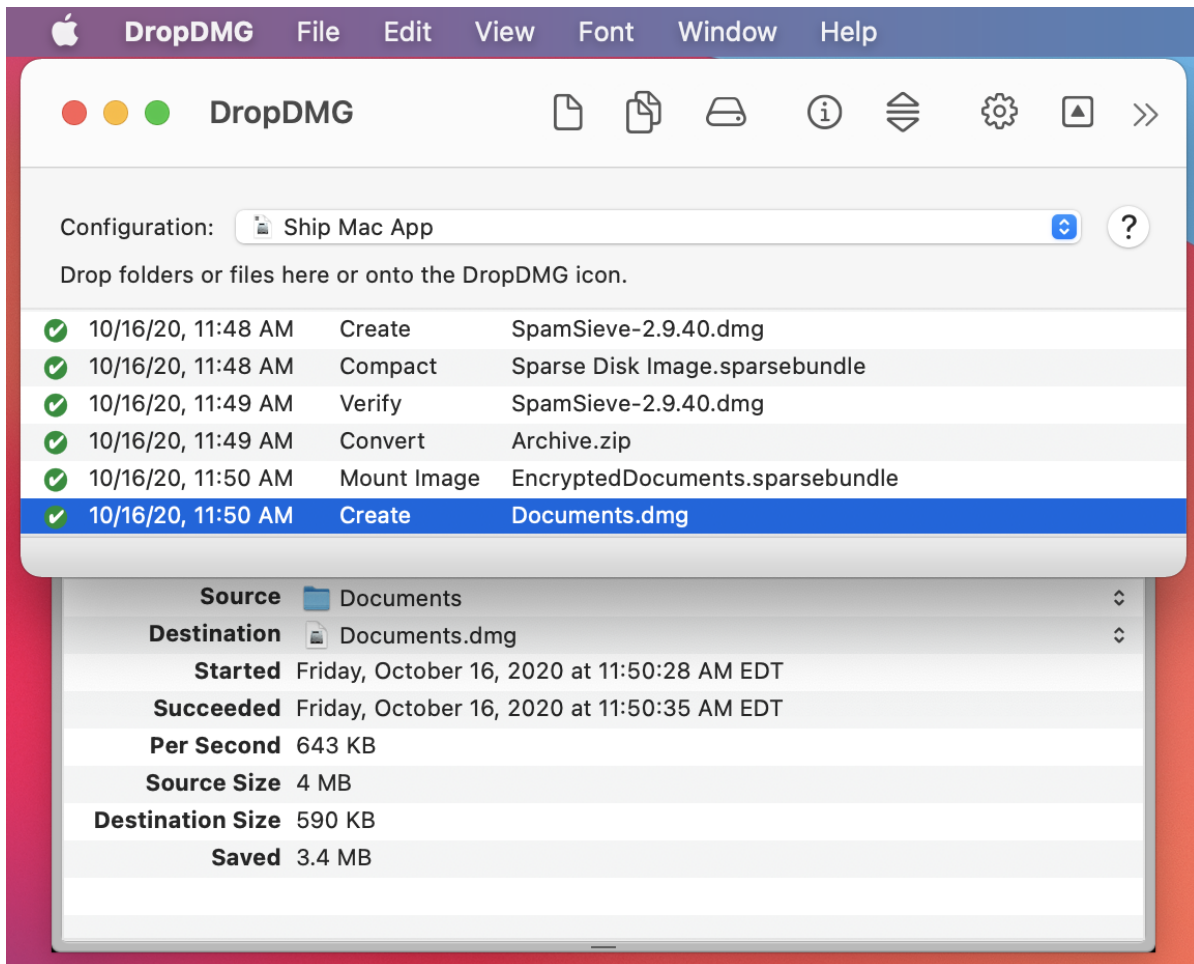 DropDMG File Edit View Font Window Help
DropDMG
Configuration: Ship Mac App ?
Drop folders or files here or onto the DropDMG icon.
10/16/20, 11:48 AM Create SpamSieve-2.9.40.dmg
10/16/20, 11:48 AM Compact Sparse Disk Image.sparsebundle
10/16/20, 11:49 AM Verify SpamSieve-2.9.40.dmg
10/16/20, 11:49 AM Convert Archive.zip
10/16/20, 11:50 AM Mount Image EncryptedDocuments.sparsebundle
10/16/20, 11:50 AM Create Documents.dmg
Source Documents
Destination Documents.dmg
Started Friday, October 16, 2020 at 11:50:28 AM EDT
Succeeded Friday, October 16, 2020 at 11:50:35 AM EDT
Per Second 643 KB
Source Size 4 MB
Destination Size 590 KB
Saved 3.4 MB